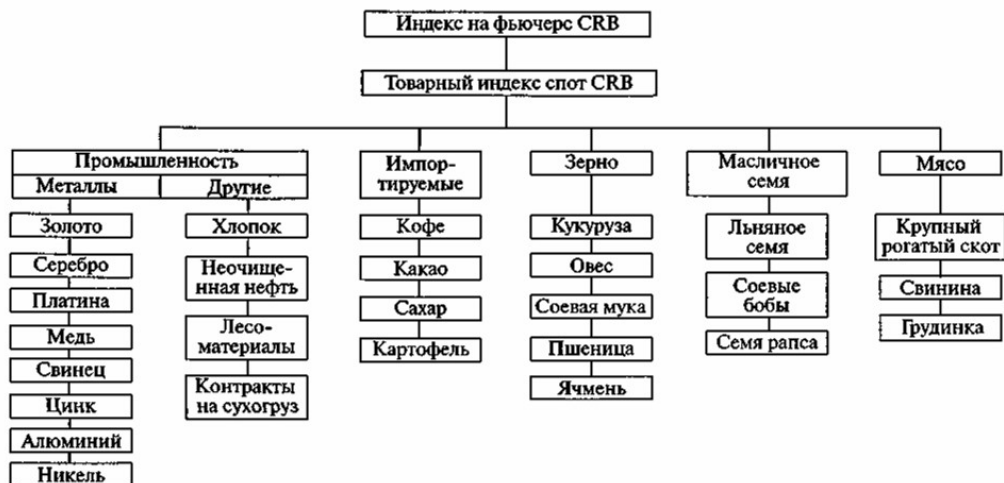 Индекс на фьючерс CRB
Товарный индекс спот CRB
Промышленность
Металлы
Другие
Золото
Серебро
Платина
Медь
Свинец
Цинк
Алюминий
Никель
Хлопок
Неочище-
нная нефть
Лесо-
материалы
Контракты
на сухогруз
Импор-
тируемые
Кофе
Какао
Сахар
Картофель
Зерно
Кукуруза
Овес
Соевая мука
Пшеница
Ячмень
Масличное
семя
Льняное
семя
Соевые
бобы
Семя рапса
Мясо
Крупный
рогатый скот
Свинина
Грудинка